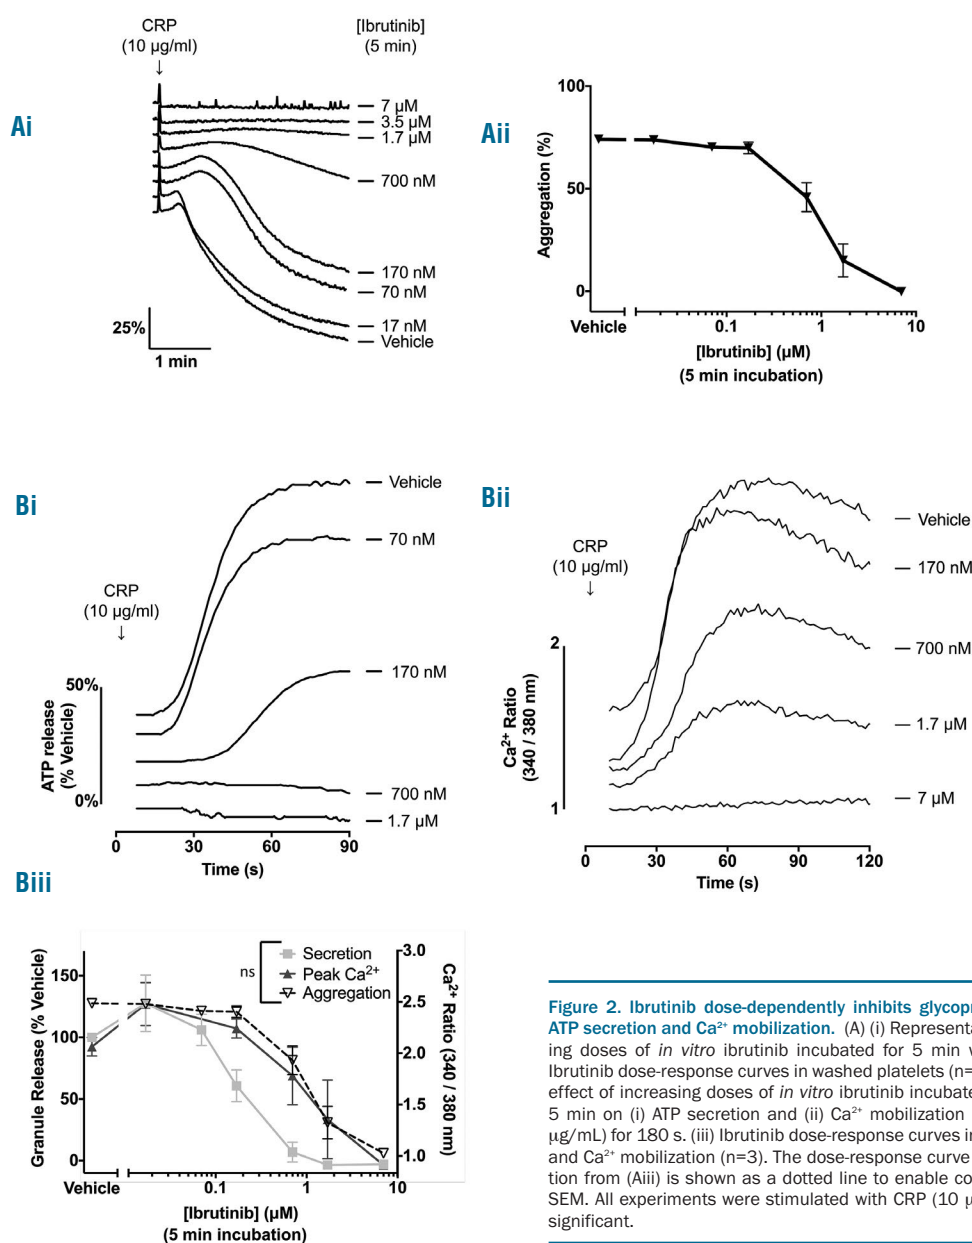 CRP
(10 µg/ml)
↓
[Ibrutinib]
(5 min)
Ai
7 µM
3.5 µM
1.7 µM
700 nM
170 nM
70 nM
17 nM
Vehicle
25%
1 min
Aii
Aggregation (%)
100
50
0
Vehicle
0.1
1
10
[Ibrutinib] (µM)
(5 min incubation)
Bi
CRP
(10 µg/ml)
↓
ATP release
(% Vehicle)
50%
0%
Vehicle
70 nM
170 nM
700 nM
1.7 µM
0
30
60
90
Time (s)
Bii
CRP
(10 µg/ml)
↓
Ca²⁺ Ratio
(340 / 380 nm)
2
1
Vehicle
170 nM
700 nM
1.7 µM
7 µM
0
30
60
90
120
Time (s)
Biii
Granule Release (% Vehicle)
150
100
50
0
ns
Secretion
Peak Ca²⁺
Aggregation
3.0
2.5
2.0
1.5
1.0
Ca²⁺ Ratio (340 / 380 nm)
Vehicle
0.1
1
10
[Ibrutinib] (µM)
(5 min incubation)
Figure 2. Ibrutinib dose-dependently inhibits glycopr
ATP secretion and Ca²⁺ mobilization. (A) (i) Representa
ing doses of in vitro ibrutinib incubated for 5 min v
Ibrutinib dose-response curves in washed platelets (n=
effect of increasing doses of in vitro ibrutinib incubate
5 min on (i) ATP secretion and (ii) Ca²⁺ mobilization
µg/mL) for 180 s. (iii) Ibrutinib dose-response curves in
and Ca²⁺ mobilization (n=3). The dose-response curve
tion from (Aiii) is shown as a dotted line to enable co
SEM. All experiments were stimulated with CRP (10 µ
significant.